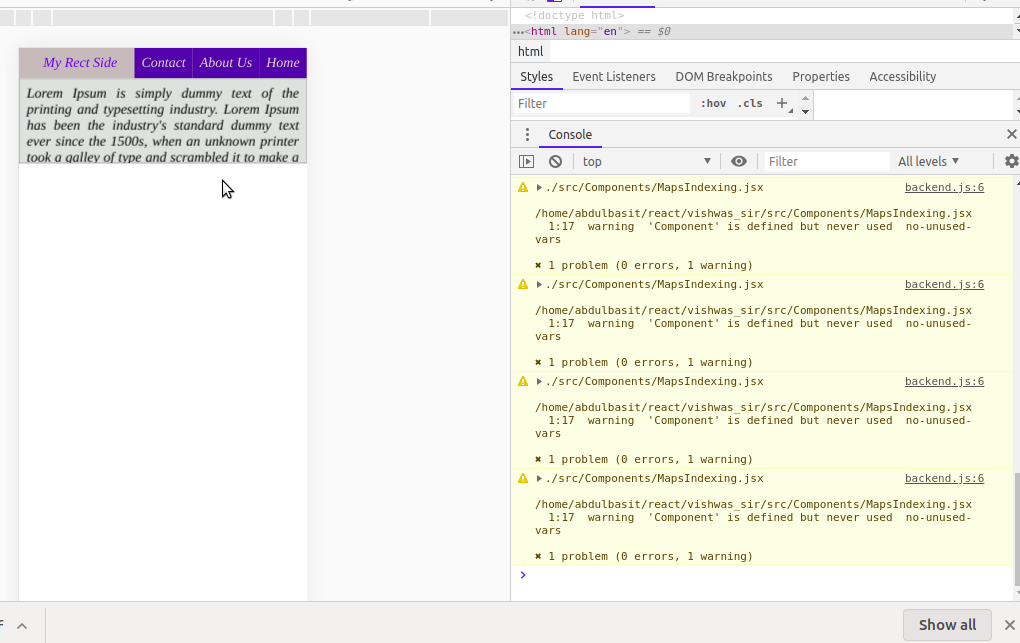 <!doctype html>
•••<html lang="en"> == $0
html
Styles Event Listeners DOM Breakpoints Properties Accessibility
Filter :hov .cls +
Console
top Filter All levels ▼
My Rect Side Contact About Us Home
Lorem Ipsum is simply dummy text of the
printing and typesetting industry. Lorem Ipsum
has been the industry's standard dummy text
ever since the 1500s, when an unknown printer
took a galley of type and scrambled it to make a
./src/Components/MapsIndexing.jsx backend.js:6
/home/abdulbasit/react/vishwas_sir/src/Components/MapsIndexing.jsx
1:17 warning 'Component' is defined but never used no-unused-
vars
✖ 1 problem (0 errors, 1 warning)
./src/Components/MapsIndexing.jsx backend.js:6
/home/abdulbasit/react/vishwas_sir/src/Components/MapsIndexing.jsx
1:17 warning 'Component' is defined but never used no-unused-
vars
✖ 1 problem (0 errors, 1 warning)
./src/Components/MapsIndexing.jsx backend.js:6
/home/abdulbasit/react/vishwas_sir/src/Components/MapsIndexing.jsx
1:17 warning 'Component' is defined but never used no-unused-
vars
✖ 1 problem (0 errors, 1 warning)
./src/Components/MapsIndexing.jsx backend.js:6
/home/abdulbasit/react/vishwas_sir/src/Components/MapsIndexing.jsx
1:17 warning 'Component' is defined but never used no-unused-
vars
✖ 1 problem (0 errors, 1 warning)
Show all